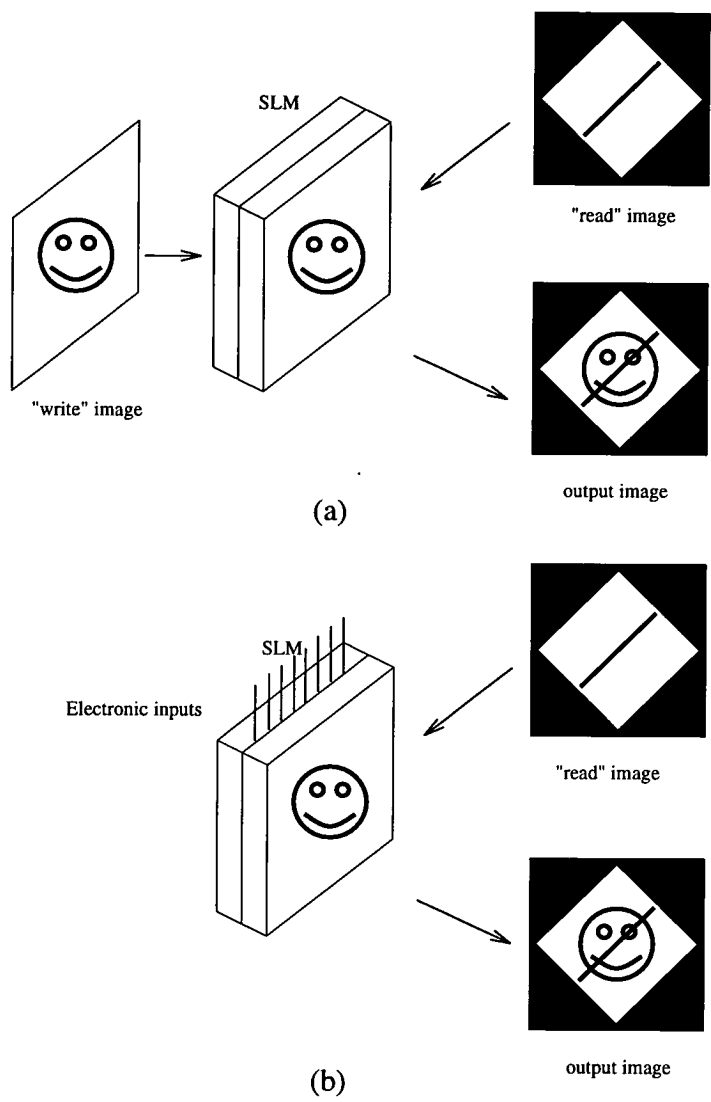 SLM
"read" image
"write" image
output image
(a)
SLM
Electronic inputs
"read" image
output image
(b)